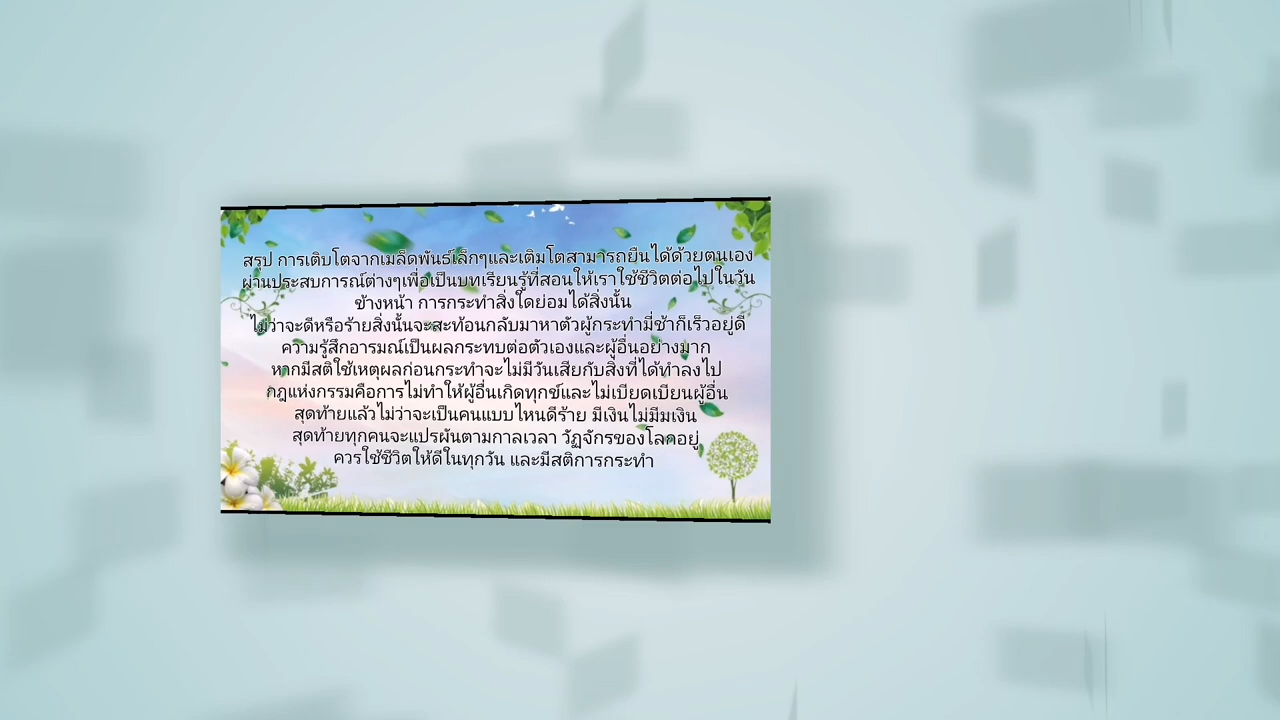 สรุป การเติบโตจากเมล็ดพันธ์เล็กๆและเติมโตสามารถยืนได้ด้วยตนเอง
ผ่านประสบการณ์ต่างๆเพื่อเป็นบทเรียนรู้ที่สอนให้เราใช้ชีวิตต่อไปในวัน
ข้างหน้า การกระทำสิ่งใดย่อมได้สิ่งนั้น
ไม่ว่าจะดีหรือร้ายสิ่งนั้นจะสะท้อนกลับมาหาตัวผู้กระทำมี่ช้าก็เร็วอยู่ดี
ความรู้สึกอารมณ์เป็นผลกระทบต่อตัวเองและผู้อื่นอย่างมาก
หากมีสติใช้เหตุผลก่อนกระทำจะไม่มีวันเสียกับสิ่งที่ได้ทำลงไป
กฎแห่งกรรมคือการไม่ทำให้ผู้อื่นเกิดทุกข์และไม่เบียดเบียนผู้อื่น
สุดท้ายแล้วไม่ว่าจะเป็นคนแบบไหนดีร้าย มีเงินไม่มีมเงิน
สุดท้ายทุกคนจะแปรผันตามกาลเวลา วัฏจักรของโลกอยู่
ควรใช้ชีวิตให้ดีในทุกวัน และมีสติการกระทำ